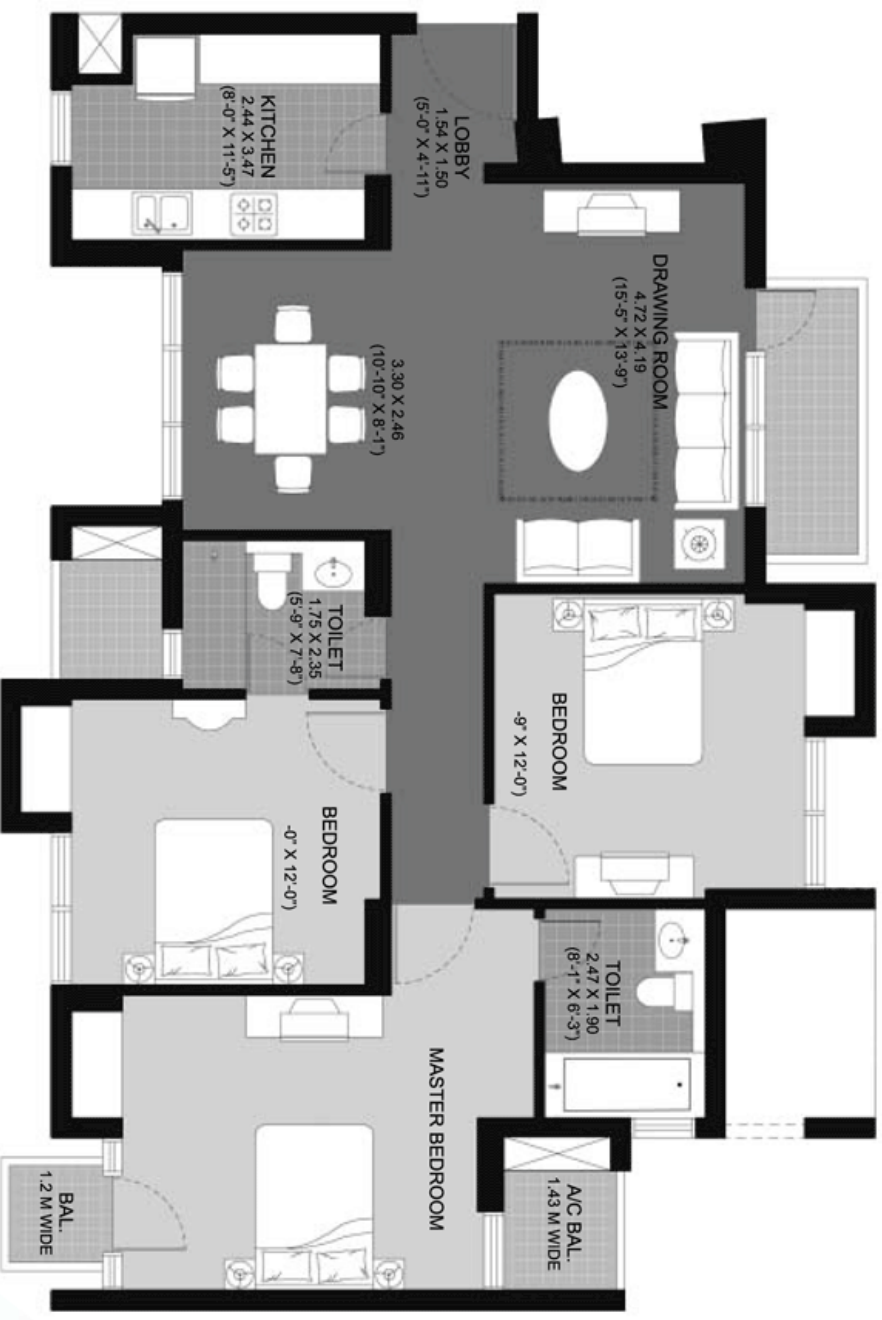 KITCHEN
2.44 X 3.47
(8'-0" X 11'-5")
LOBBY
1.54 X 1.50
(5'-0" X 4'-11")
DRAWING ROOM
4.72 X 4.19
(15'-5" X 13'-9")
3.30 X 2.46
(10'-10" X 8'-1")
TOILET
1.75 X 2.35
(5'-9" X 7'-8")
BEDROOM
-9" X 12'-0")
BEDROOM
-0" X 12'-0")
TOILET
2.47 X 1.90
(8'-1" X 6'-3")
MASTER BEDROOM
A/C BAL.
1.43 M WIDE
BAL.
1.2 M WIDE